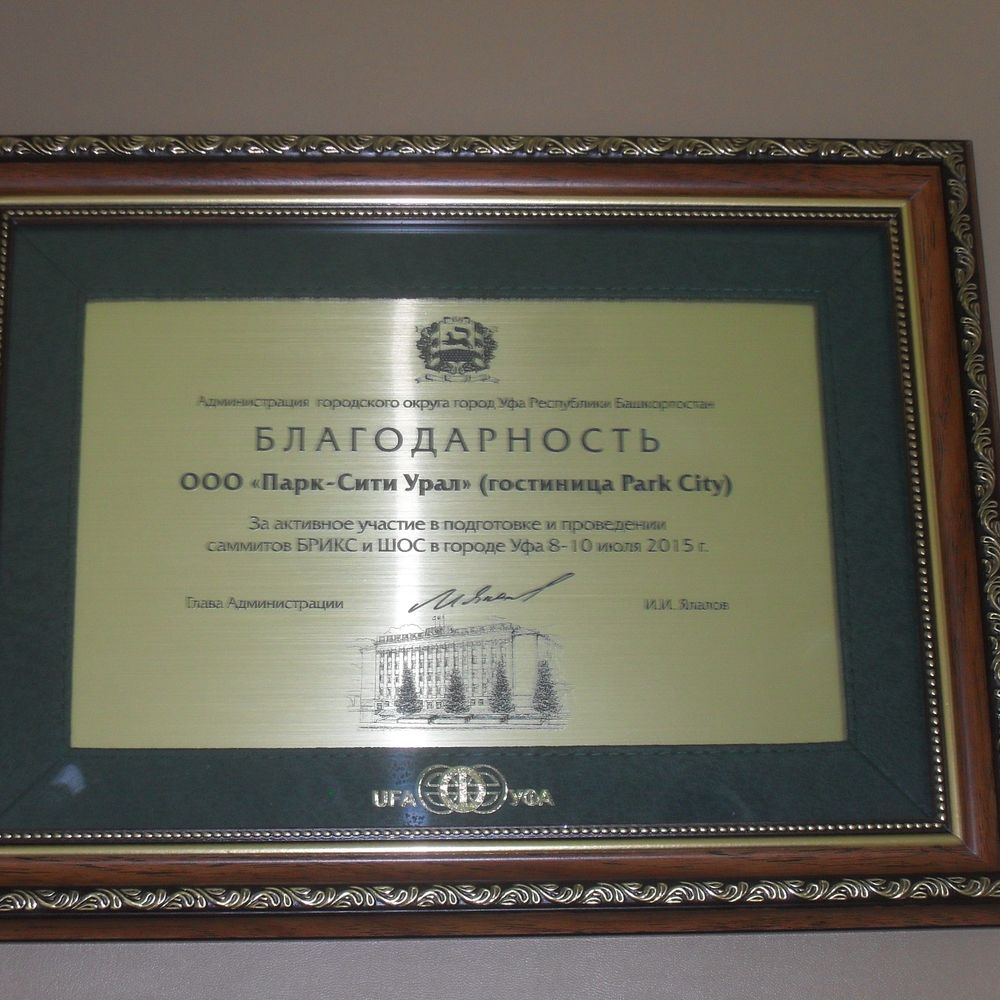 Администрация городского округа город Уфа Республики Башкортостан
БЛАГОДАРНОСТЬ
ООО «Парк-Сити Урал» (гостиница Park City)
За активное участие в подготовке и проведении
саммитов БРИКС и ШОС в городе Уфа 8-10 июля 2015 г.
Глава Администрации И.И. Ялалов
UFA УФА